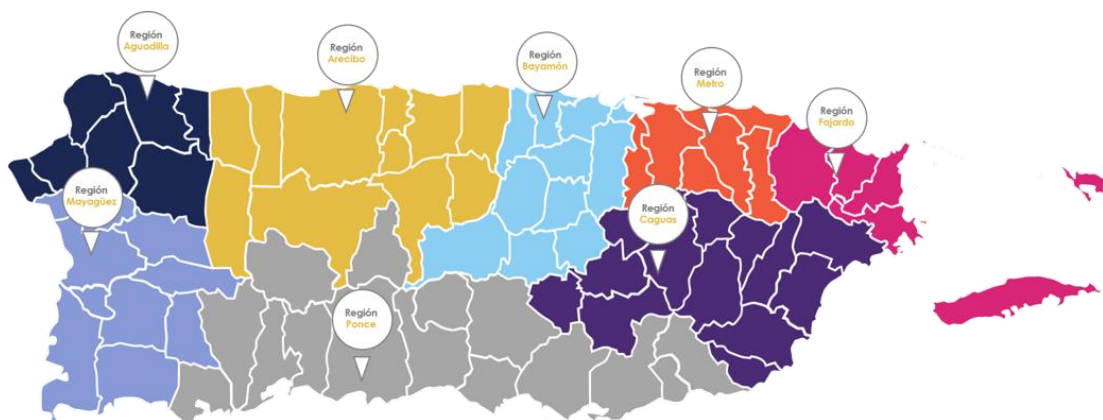 Región
Aguadilla
Región
Arecibo
Región
Bayamón
Región
Metro
Región
Fajardo
Región
Mayagüez
Región
Caguas
Región
Ponce